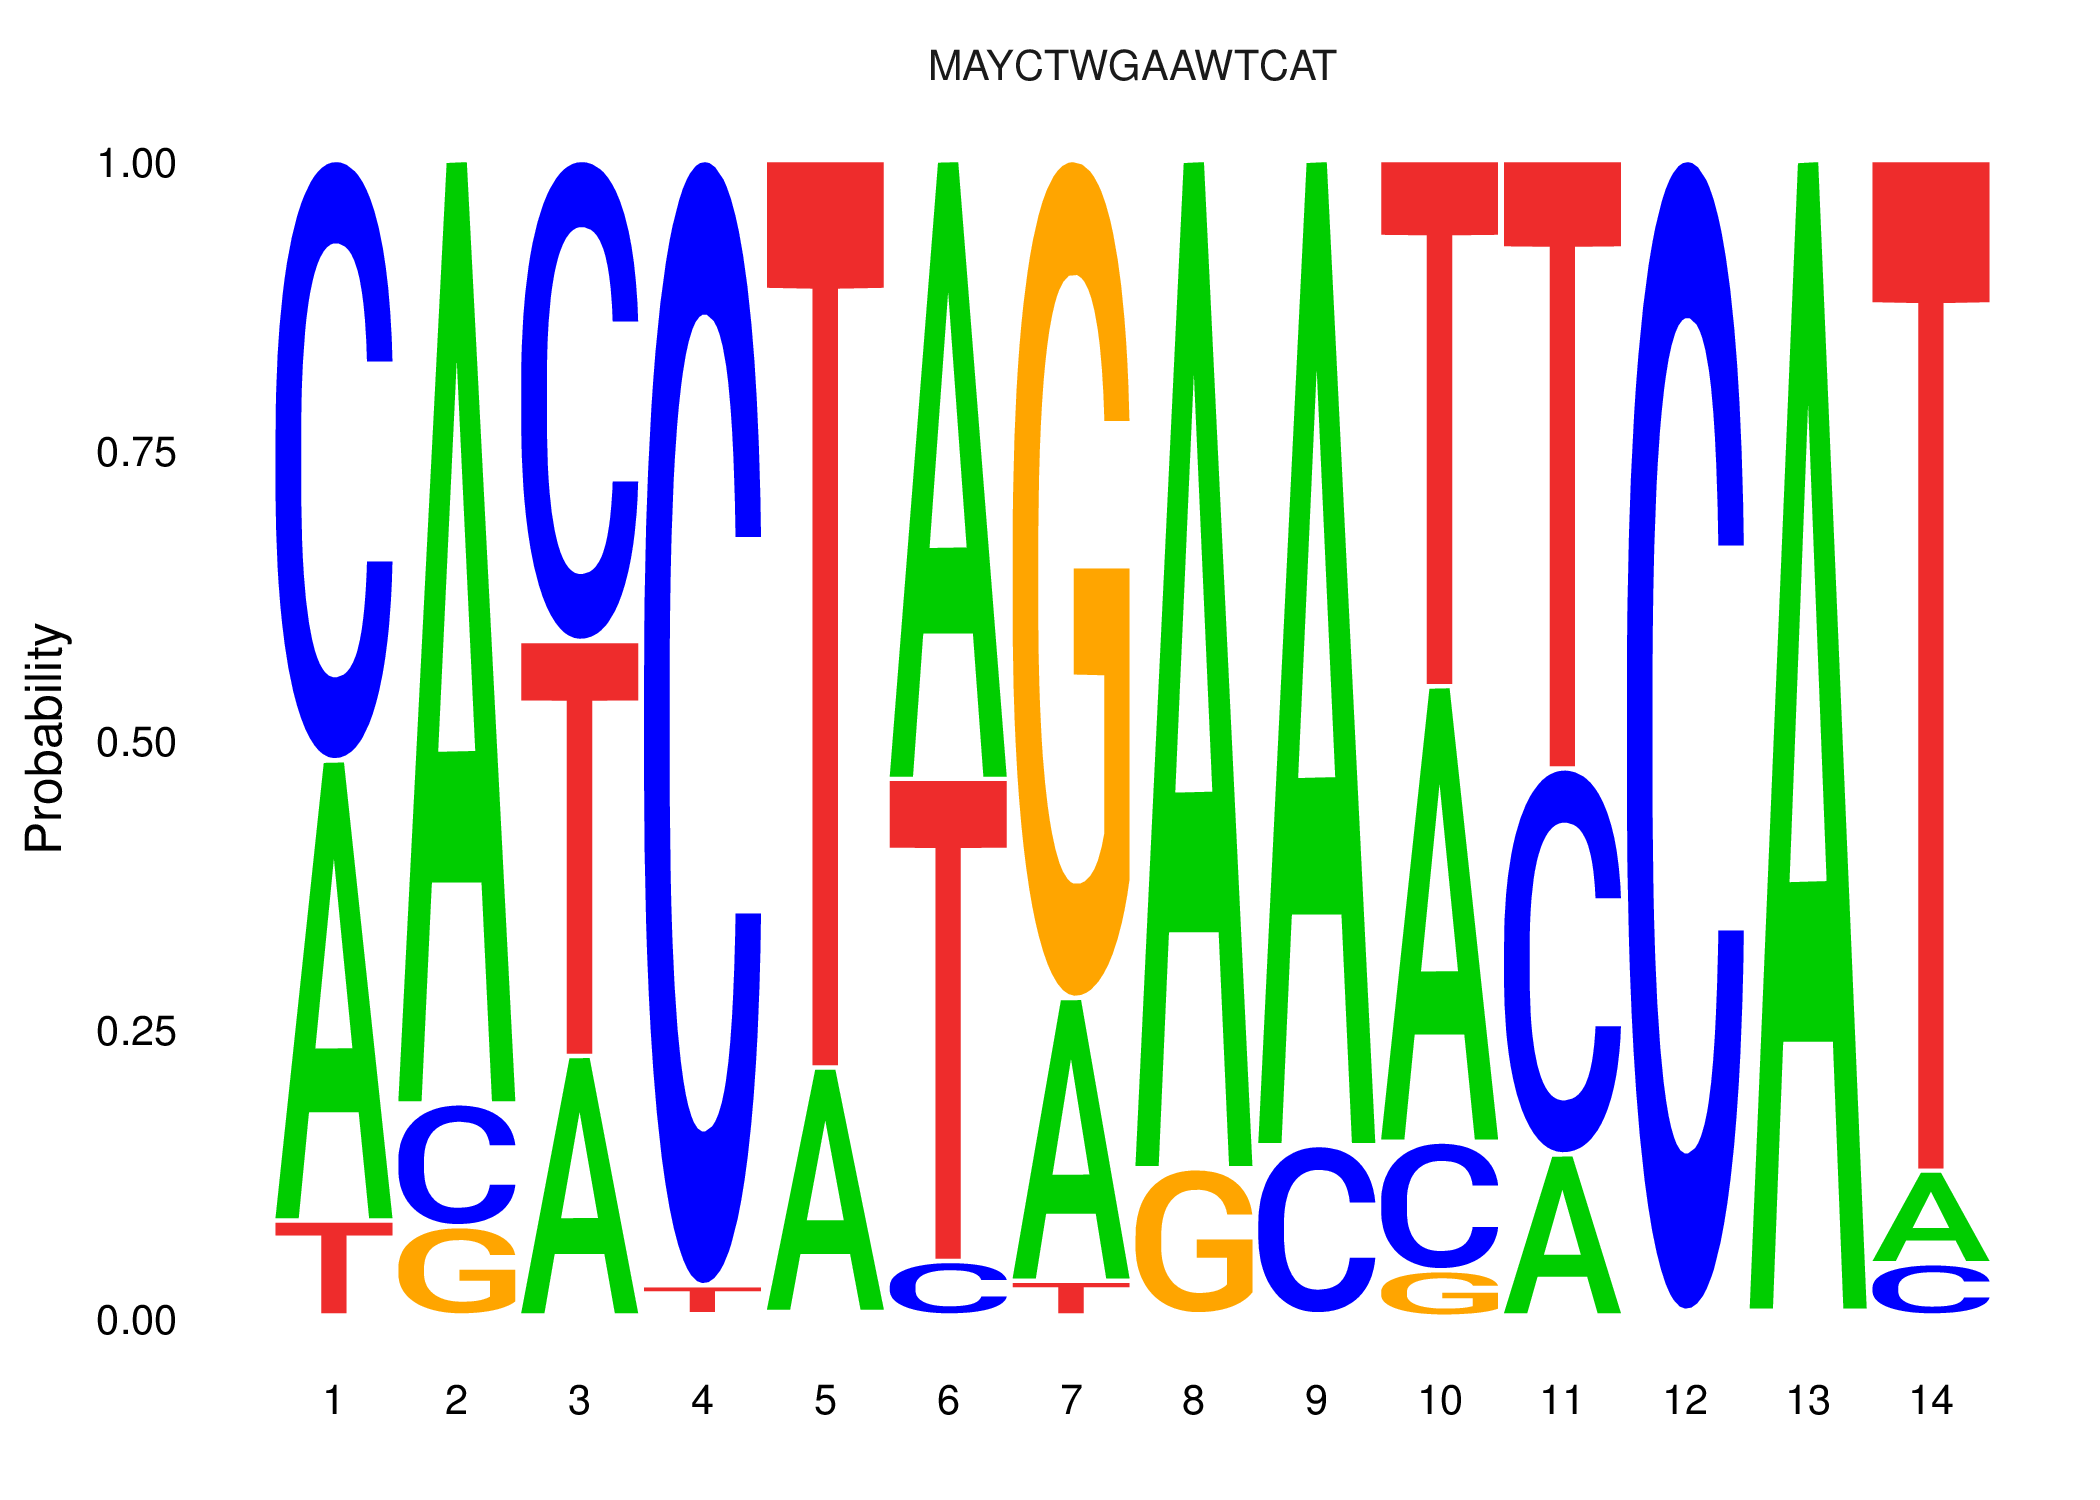 MAYCTWGAAWTCAT
1.00
0.75
0.50
0.25
0.00
Probability
C A C C T A G A A T T C A T
A C T T A T A G C A C A
T G A C T C A C
G
1 2 3 4 5 6 7 8 9 10 11 12 13 14